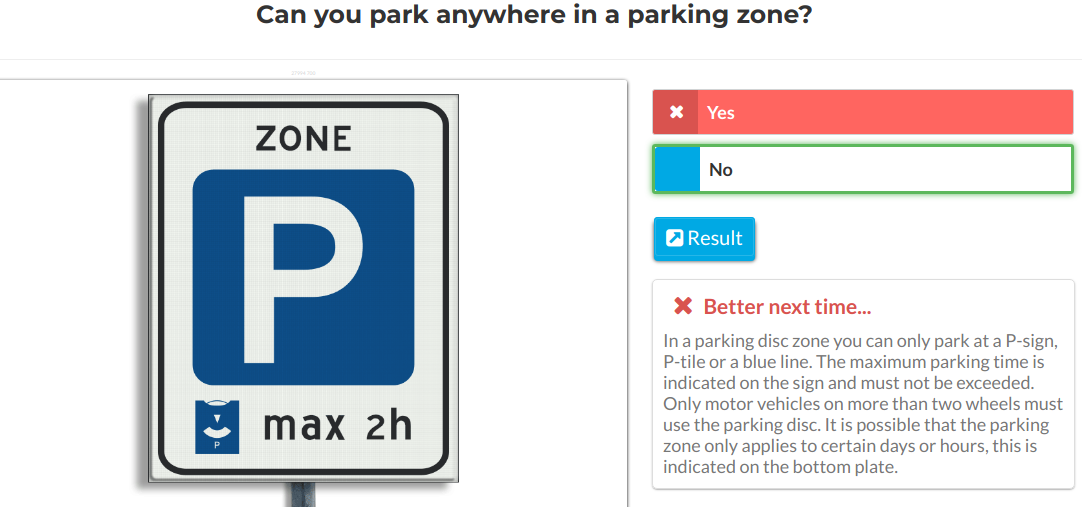 Can you park anywhere in a parking zone?
ZONE
P
P
max 2h
Yes
No
Result
Better next time...
In a parking disc zone you can only park at a P-sign,
P-tile or a blue line. The maximum parking time is
indicated on the sign and must not be exceeded.
Only motor vehicles on more than two wheels must
use the parking disc. It is possible that the parking
zone only applies to certain days or hours, this is
indicated on the bottom plate.